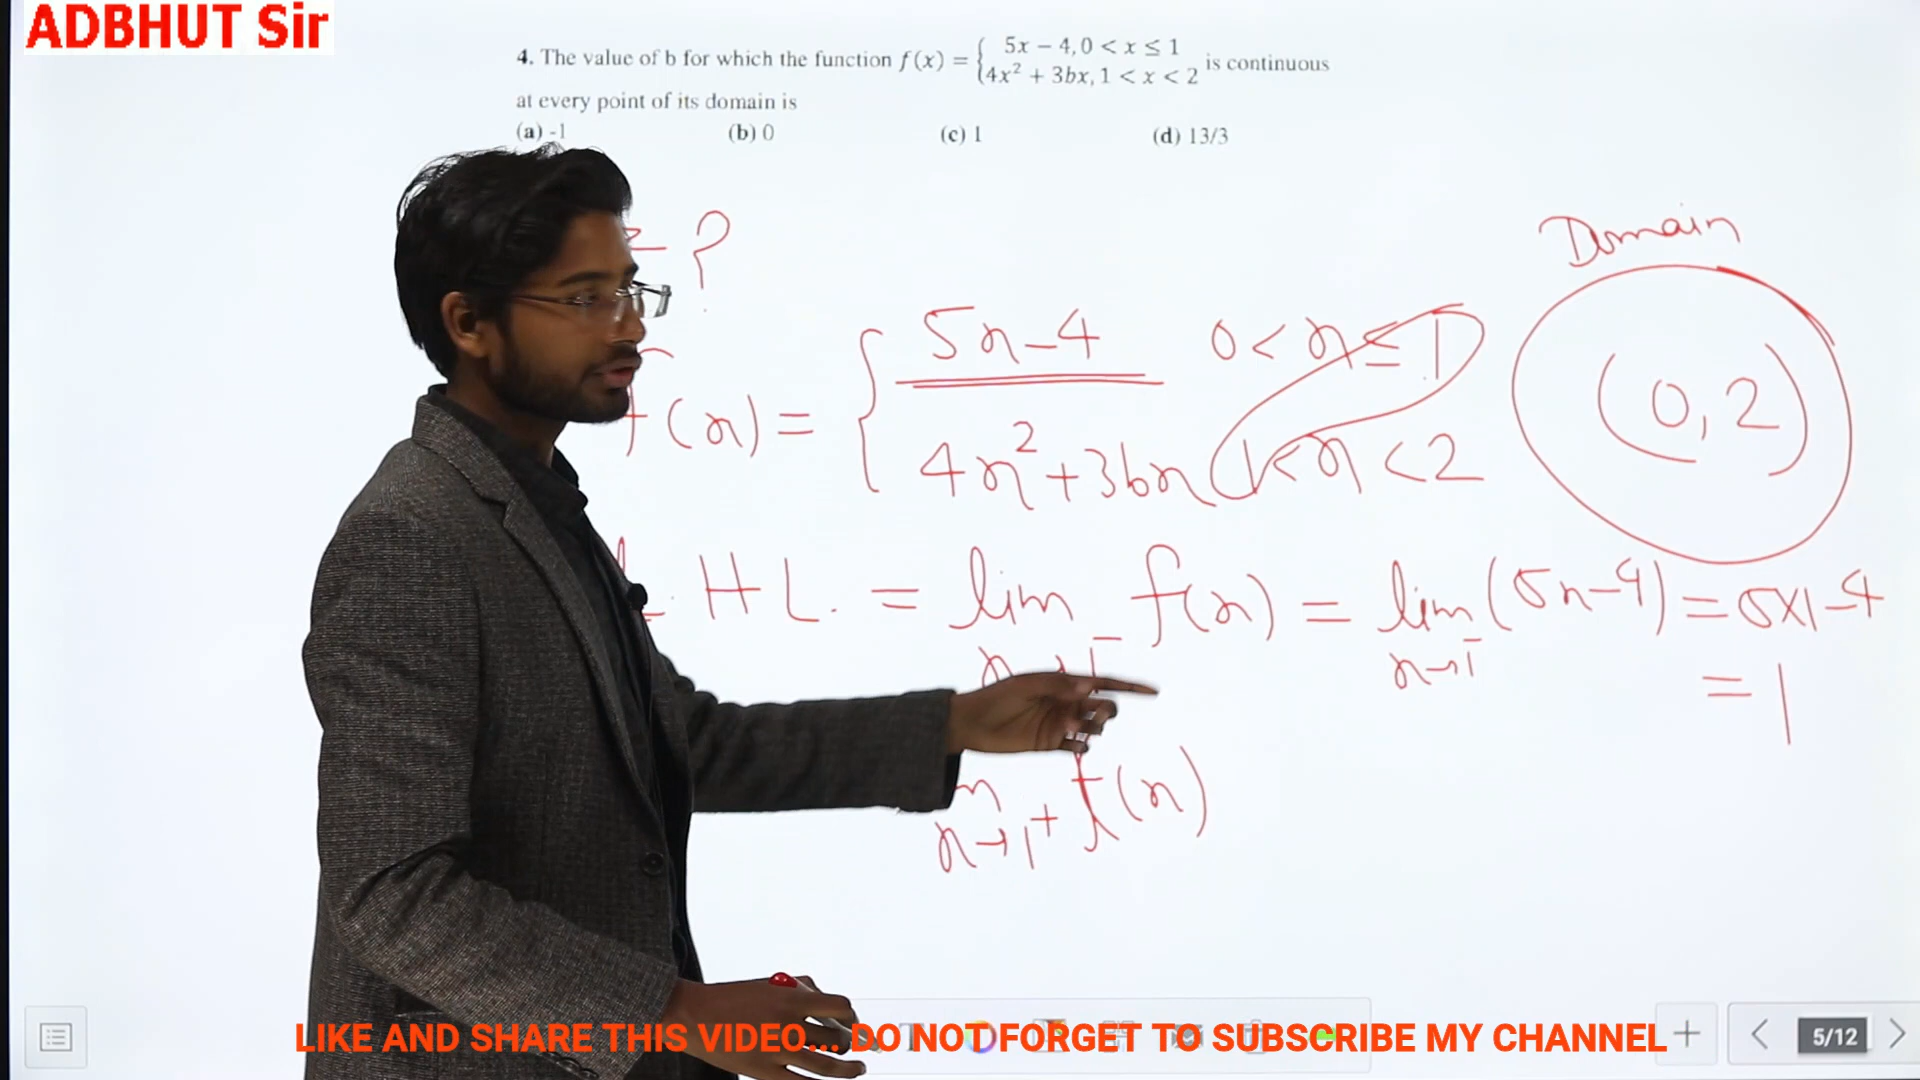 ADBHUT Sir
4. The value of b for which the function f(x) = { 5x − 4, 0 < x ≤ 1
4x² + 3bx, 1 < x < 2 is continuous
at every point of its domain is
(a) -1 (b) 0 (c) 1 (d) 13/3
?
Domain
(0, 2)
f(x) = { 5x-4 0 < x ≤ 1
4x²+3bx 1 < x < 2
L. H L. = lim f(x) = lim (5x-4) = 5x1-4
x→1⁻ x→1⁻
= 1
x→1+ f(x)
LIKE AND SHARE THIS VIDEO... DO NOT FORGET TO SUBSCRIBE MY CHANNEL
5/12